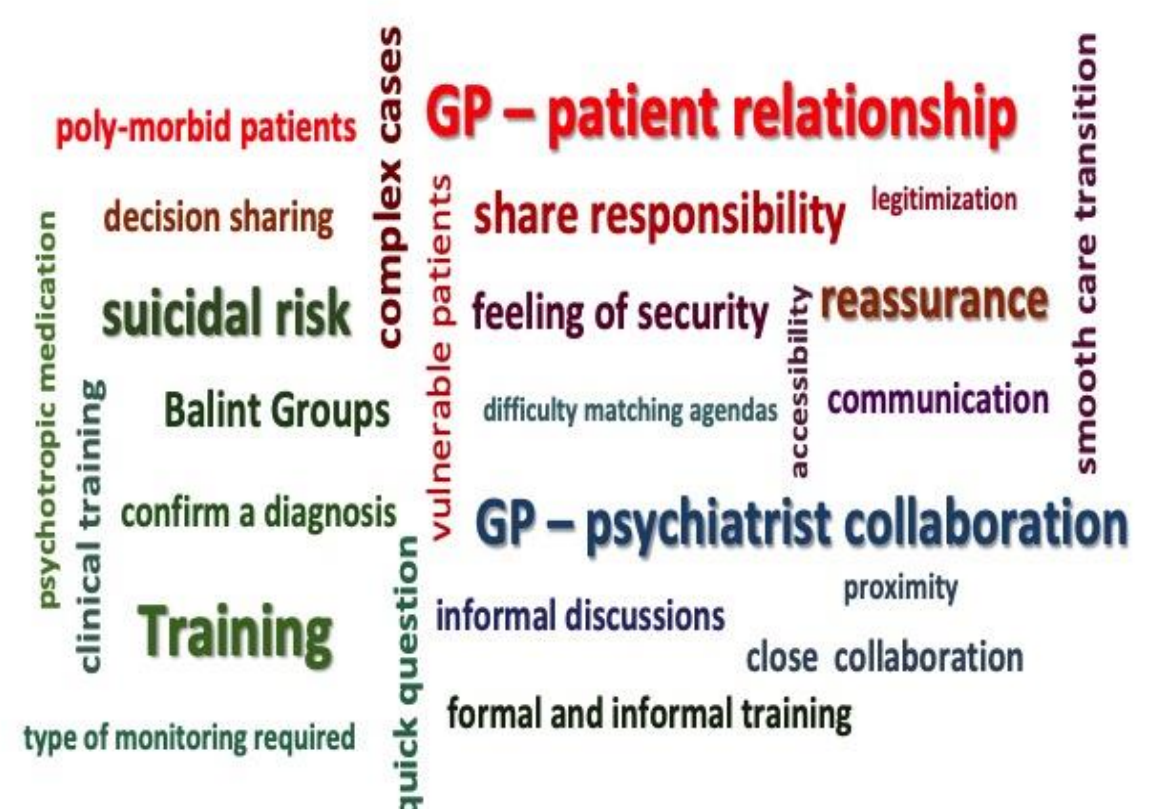 complex cases
smooth care transition
GP – patient relationship
poly-morbid patients
vulnerable patients
share responsibility
legitimization
decision sharing
psychotropic medication
suicidal risk
feeling of security
accessibility
reassurance
clinical training
Balint Groups
difficulty matching agendas
communication
confirm a diagnosis
GP – psychiatrist collaboration
quick question
proximity
Training
informal discussions
close collaboration
formal and informal training
type of monitoring required